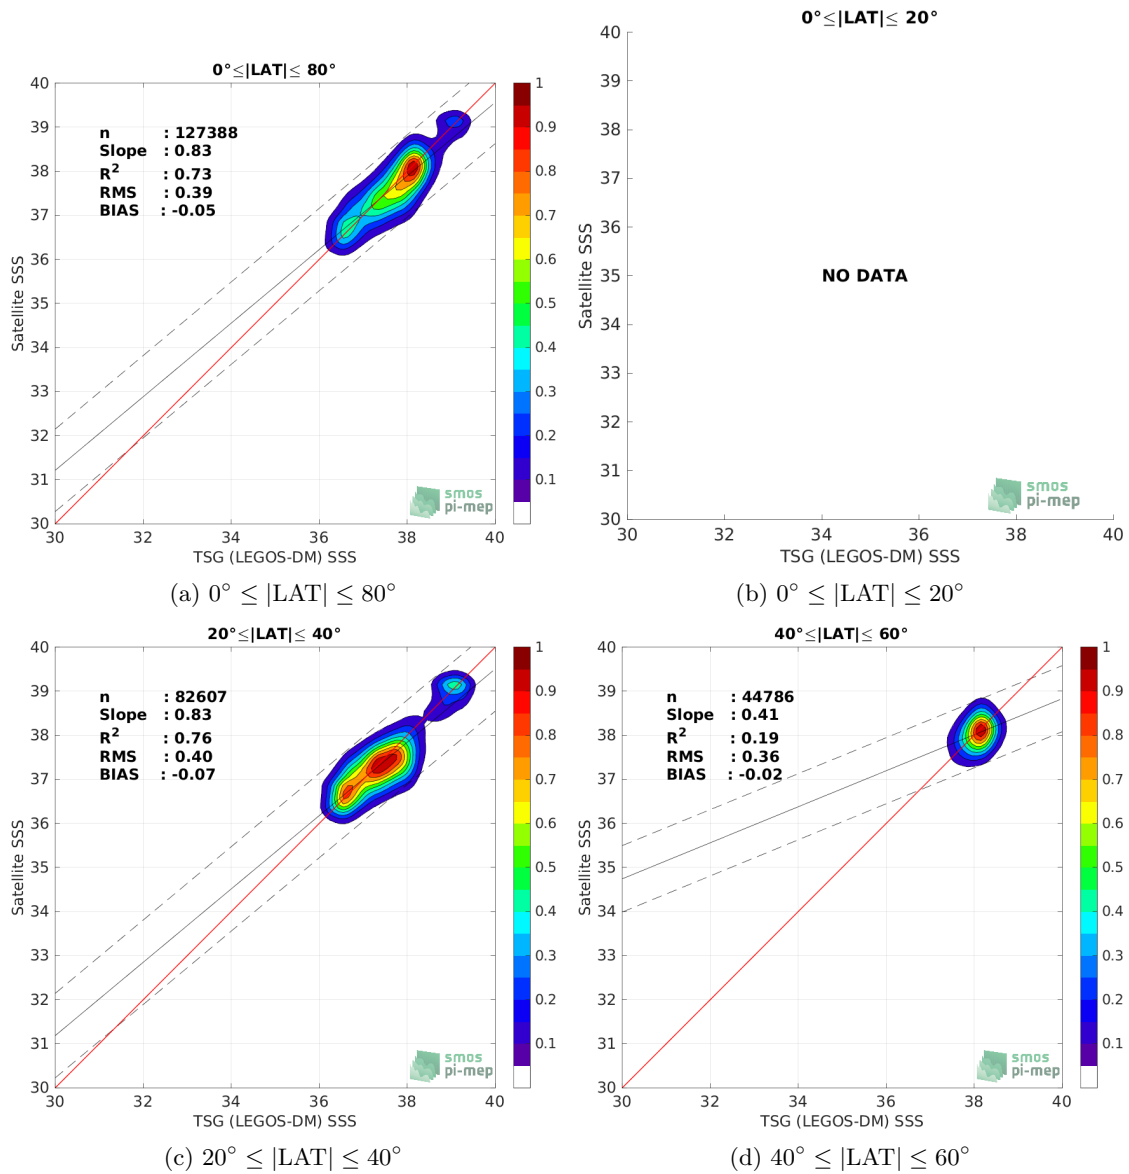 0°≤|LAT|≤ 80°
40
39
38
37
36
35
34
33
32
31
30
Satellite SSS
n : 127388
Slope : 0.83
R² : 0.73
RMS : 0.39
BIAS : -0.05
smos
pi-mep
30 32 34 36 38 40
TSG (LEGOS-DM) SSS
1
0.9
0.8
0.7
0.6
0.5
0.4
0.3
0.2
0.1
(a) 0° ≤ |LAT| ≤ 80°
0°≤|LAT|≤ 20°
40
39
38
37
36
35
34
33
32
31
30
Satellite SSS
NO DATA
smos
pi-mep
30 32 34 36 38 40
TSG (LEGOS-DM) SSS
(b) 0° ≤ |LAT| ≤ 20°
20°≤|LAT|≤ 40°
40
39
38
37
36
35
34
33
32
31
30
Satellite SSS
n : 82607
Slope : 0.83
R² : 0.76
RMS : 0.40
BIAS : -0.07
smos
pi-mep
30 32 34 36 38 40
TSG (LEGOS-DM) SSS
1
0.9
0.8
0.7
0.6
0.5
0.4
0.3
0.2
0.1
(c) 20° ≤ |LAT| ≤ 40°
40°≤|LAT|≤ 60°
40
39
38
37
36
35
34
33
32
31
30
Satellite SSS
n : 44786
Slope : 0.41
R² : 0.19
RMS : 0.36
BIAS : -0.02
smos
pi-mep
30 32 34 36 38 40
TSG (LEGOS-DM) SSS
1
0.9
0.8
0.7
0.6
0.5
0.4
0.3
0.2
0.1
(d) 40° ≤ |LAT| ≤ 60°